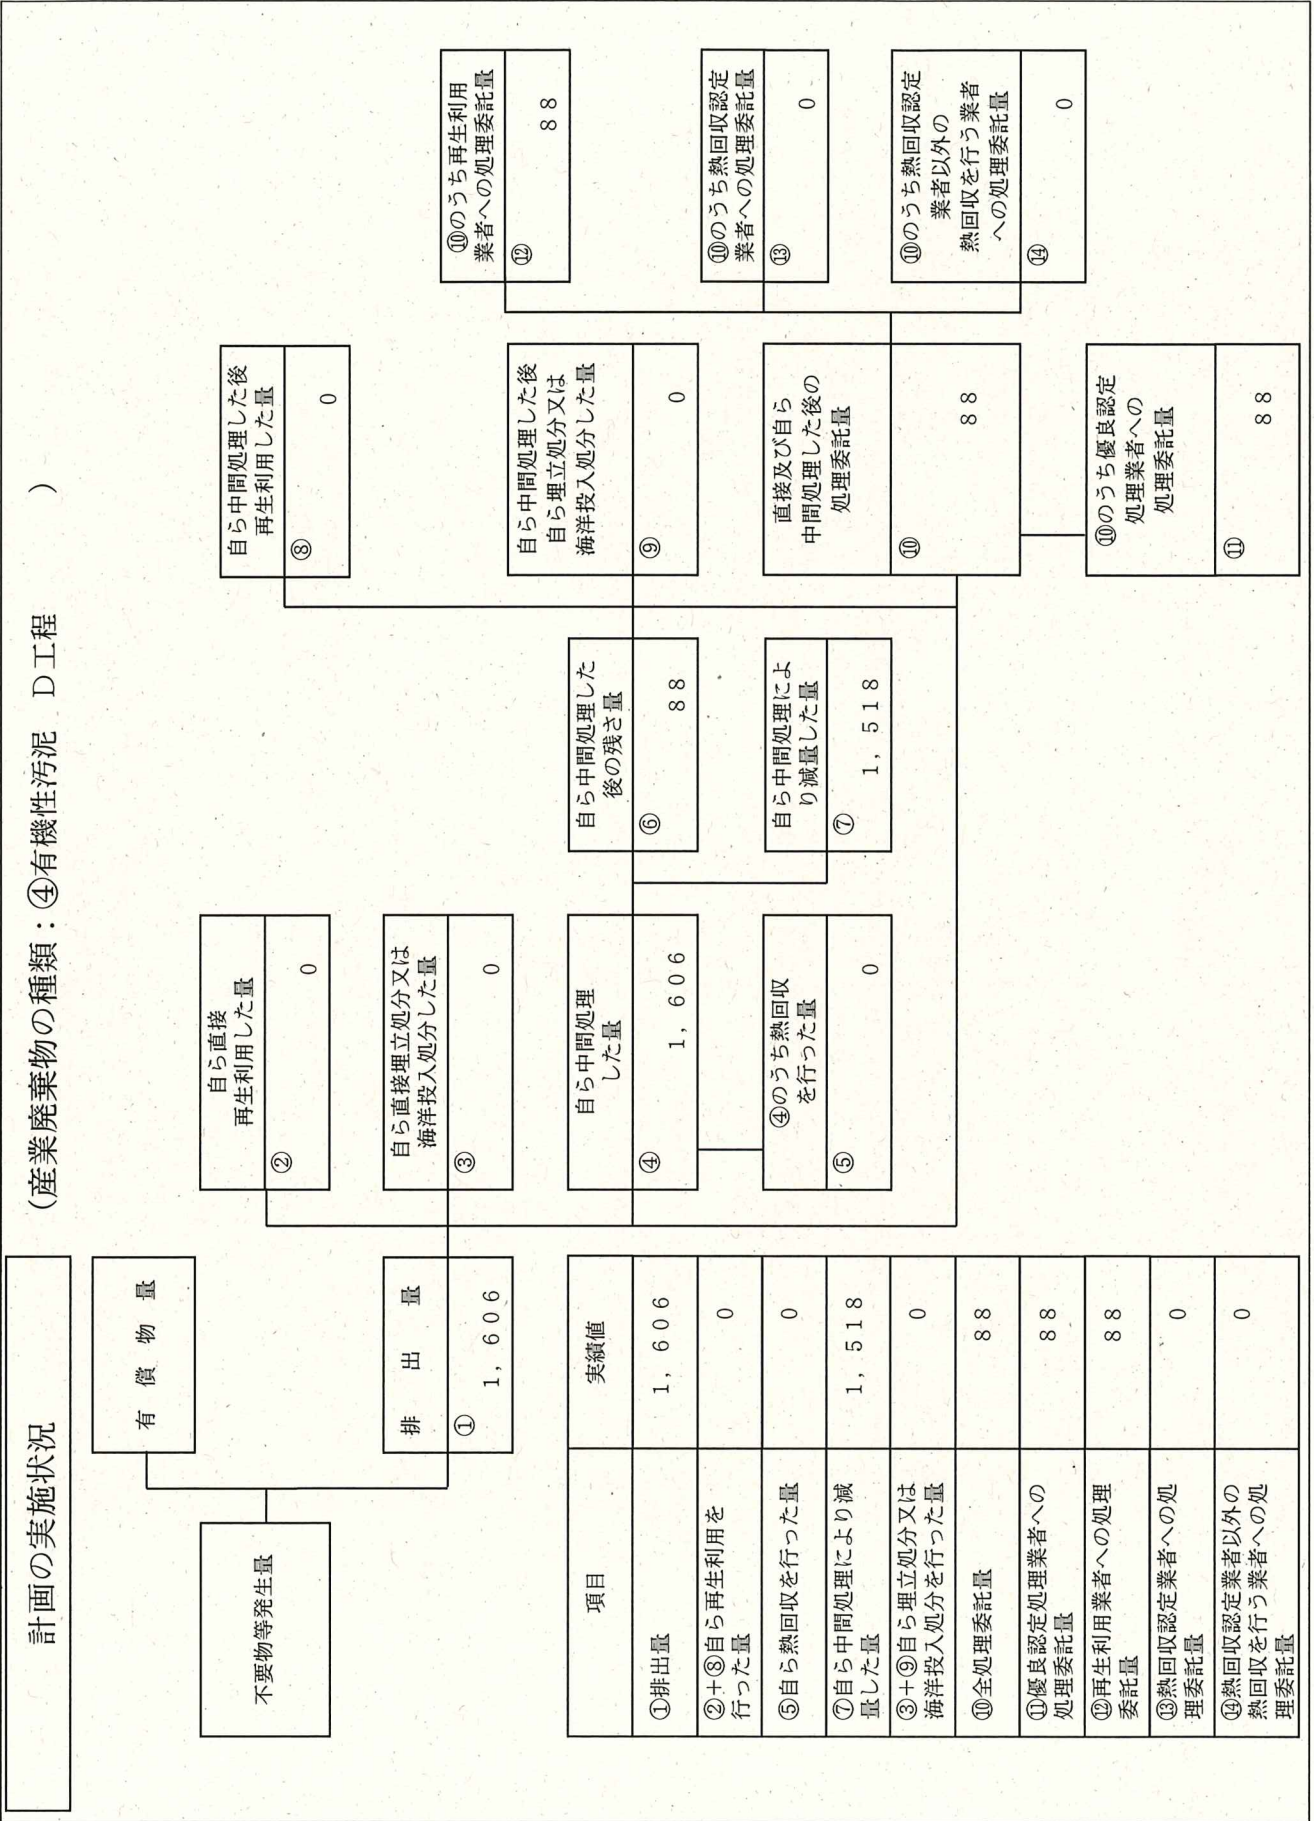 計画の実施状況
（産業廃棄物の種類：④有機性汚泥　Ｄ工程　　　）
不要物等発生量
有　償　物　量
排　出　量
①
1,606
自ら直接
再生利用した量
②
0
自ら直接埋立処分又は
海洋投入処分した量
③
0
自ら中間処理
した量
④
1,606
④のうち熱回収
を行った量
⑤
0
自ら中間処理した
後の残さ量
⑥
88
自ら中間処理によ
り減量した量
⑦
1,518
自ら中間処理した後
再生利用した量
⑧
0
自ら中間処理した後
自ら埋立処分又は
海洋投入処分した量
⑨
0
直接及び自ら
中間処理した後の
処理委託量
⑩
88
⑩のうち優良認定
処理業者への
処理委託量
⑪
88
⑩のうち再生利用
業者への処理委託量
⑫
88
⑩のうち熱回収認定
業者への処理委託量
⑬
0
⑩のうち熱回収認定
業者以外の
熱回収を行う業者
への処理委託量
⑭
0
項目
実績値
①排出量
1,606
②+⑧自ら再生利用を
行った量
0
⑤自ら熱回収を行った量
0
⑦自ら中間処理により減
量した量
1,518
③+⑨自ら埋立処分又は
海洋投入処分を行った量
0
⑩全処理委託量
88
⑪優良認定処理業者への
処理委託量
88
⑫再生利用業者への処理
委託量
88
⑬熱回収認定業者への処
理委託量
0
⑭熱回収認定業者以外の
熱回収を行う業者への処
理委託量
0